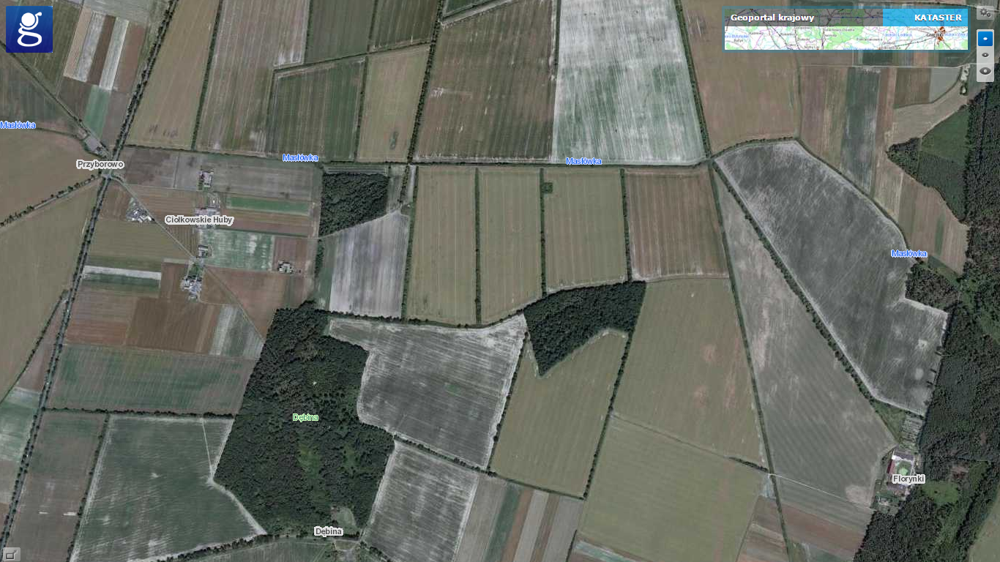 g
Geoportal krajowy
KATASTER
Masłówka
Przyborowo
Masłówka
Masłówka
Ciołkowskie Huby
Masłówka
Dębina
Florynki
Dębina